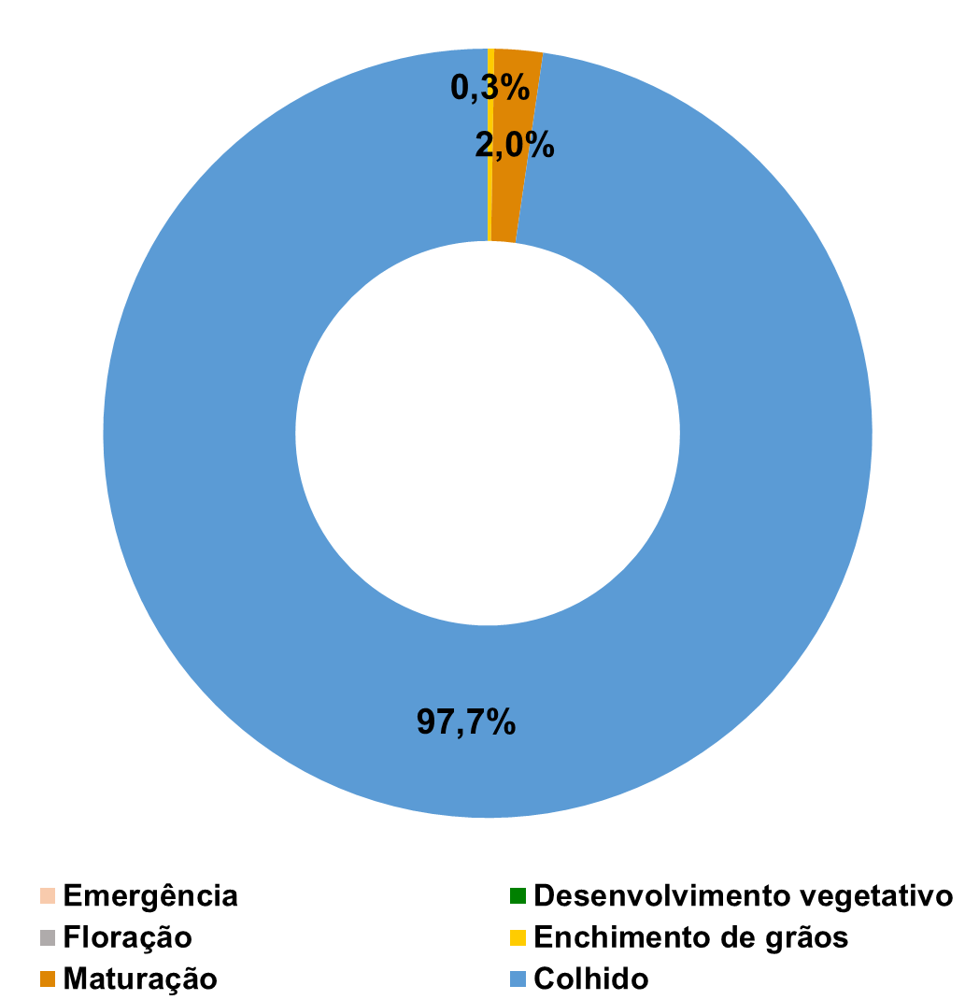 0,3%
2,0%
97,7%
Emergência
Desenvolvimento vegetativo
Floração
Enchimento de grãos
Maturação
Colhido